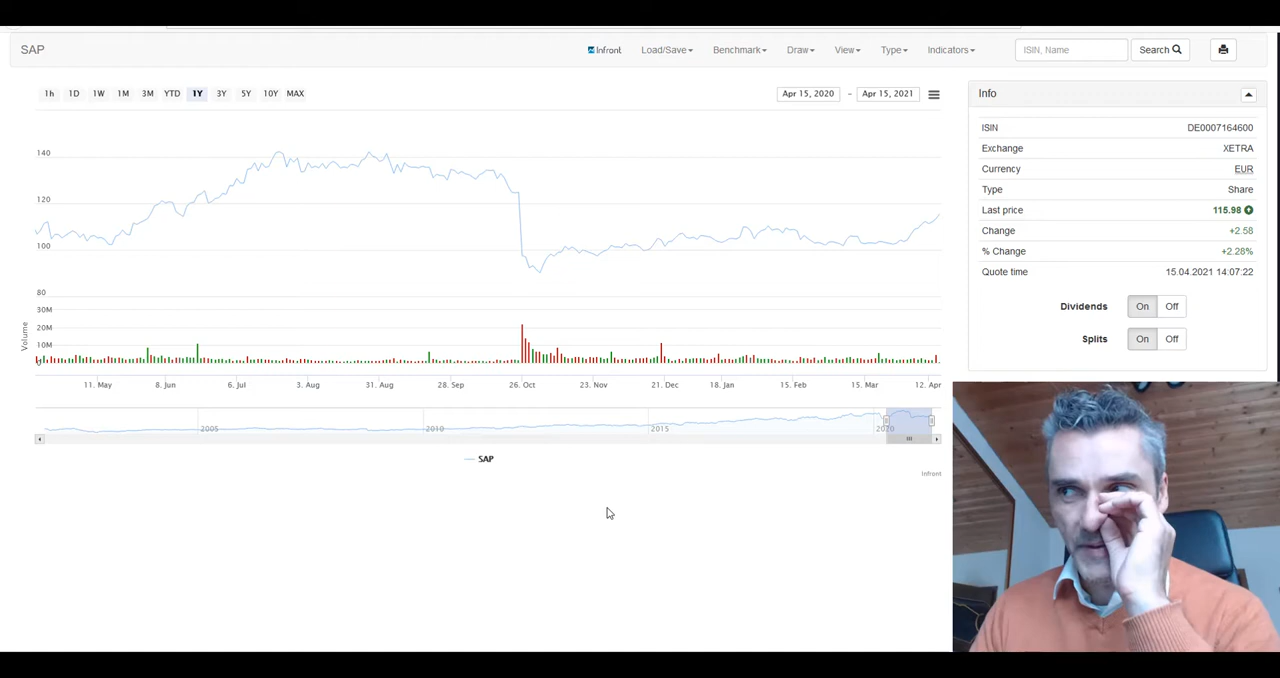 SAP
Infront Load/Save Benchmark Draw View Type Indicators ISIN, Name Search
1h 1D 1W 1M 3M YTD 1Y 3Y 5Y 10Y MAX Apr 15, 2020 – Apr 15, 2021
Info
ISIN DE0007164600
Exchange XETRA
Currency EUR
Type Share
Last price 115.98
Change +2.58
% Change +2.28%
Quote time 15.04.2021 14:07:22
Dividends On Off
Splits On Off
140
120
100
80
30M
20M
10M
0
Volume
11. May 8. Jun 6. Jul 3. Aug 31. Aug 28. Sep 26. Oct 23. Nov 21. Dec 18. Jan 15. Feb 15. Mar 12. Apr
2005 2010 2015 2020
SAP
Infront